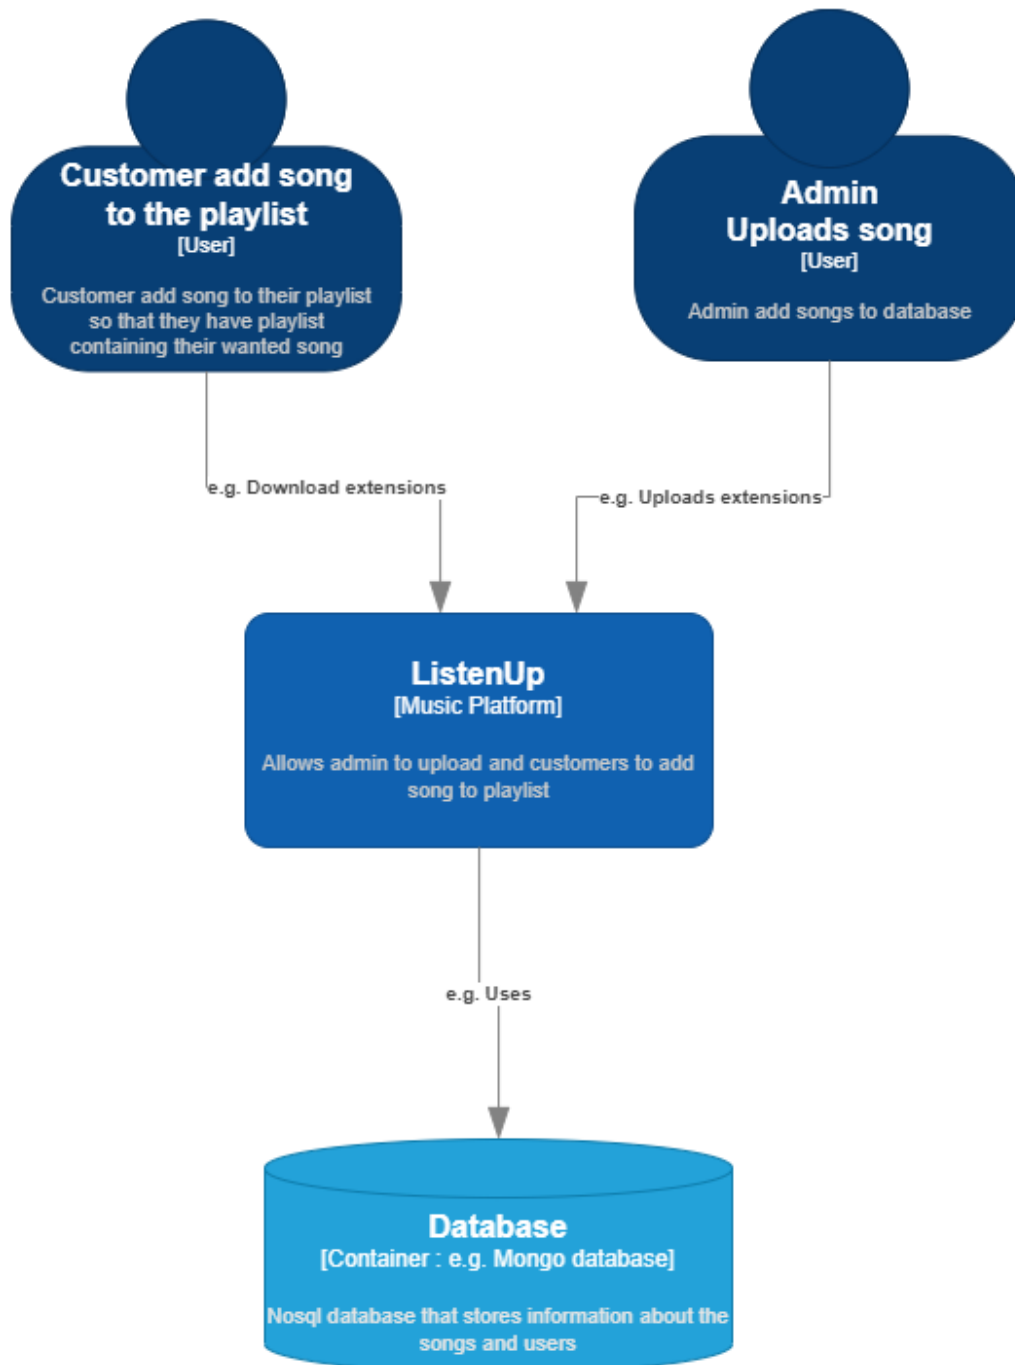 Customer add song
to the playlist
[User]
Customer add song to their playlist
so that they have playlist
containing their wanted song
Admin
Uploads song
[User]
Admin add songs to database
e.g. Download extensions
e.g. Uploads extensions
ListenUp
[Music Platform]
Allows admin to upload and customers to add
song to playlist
e.g. Uses
Database
[Container : e.g. Mongo database]
Nosql database that stores information about the
songs and users